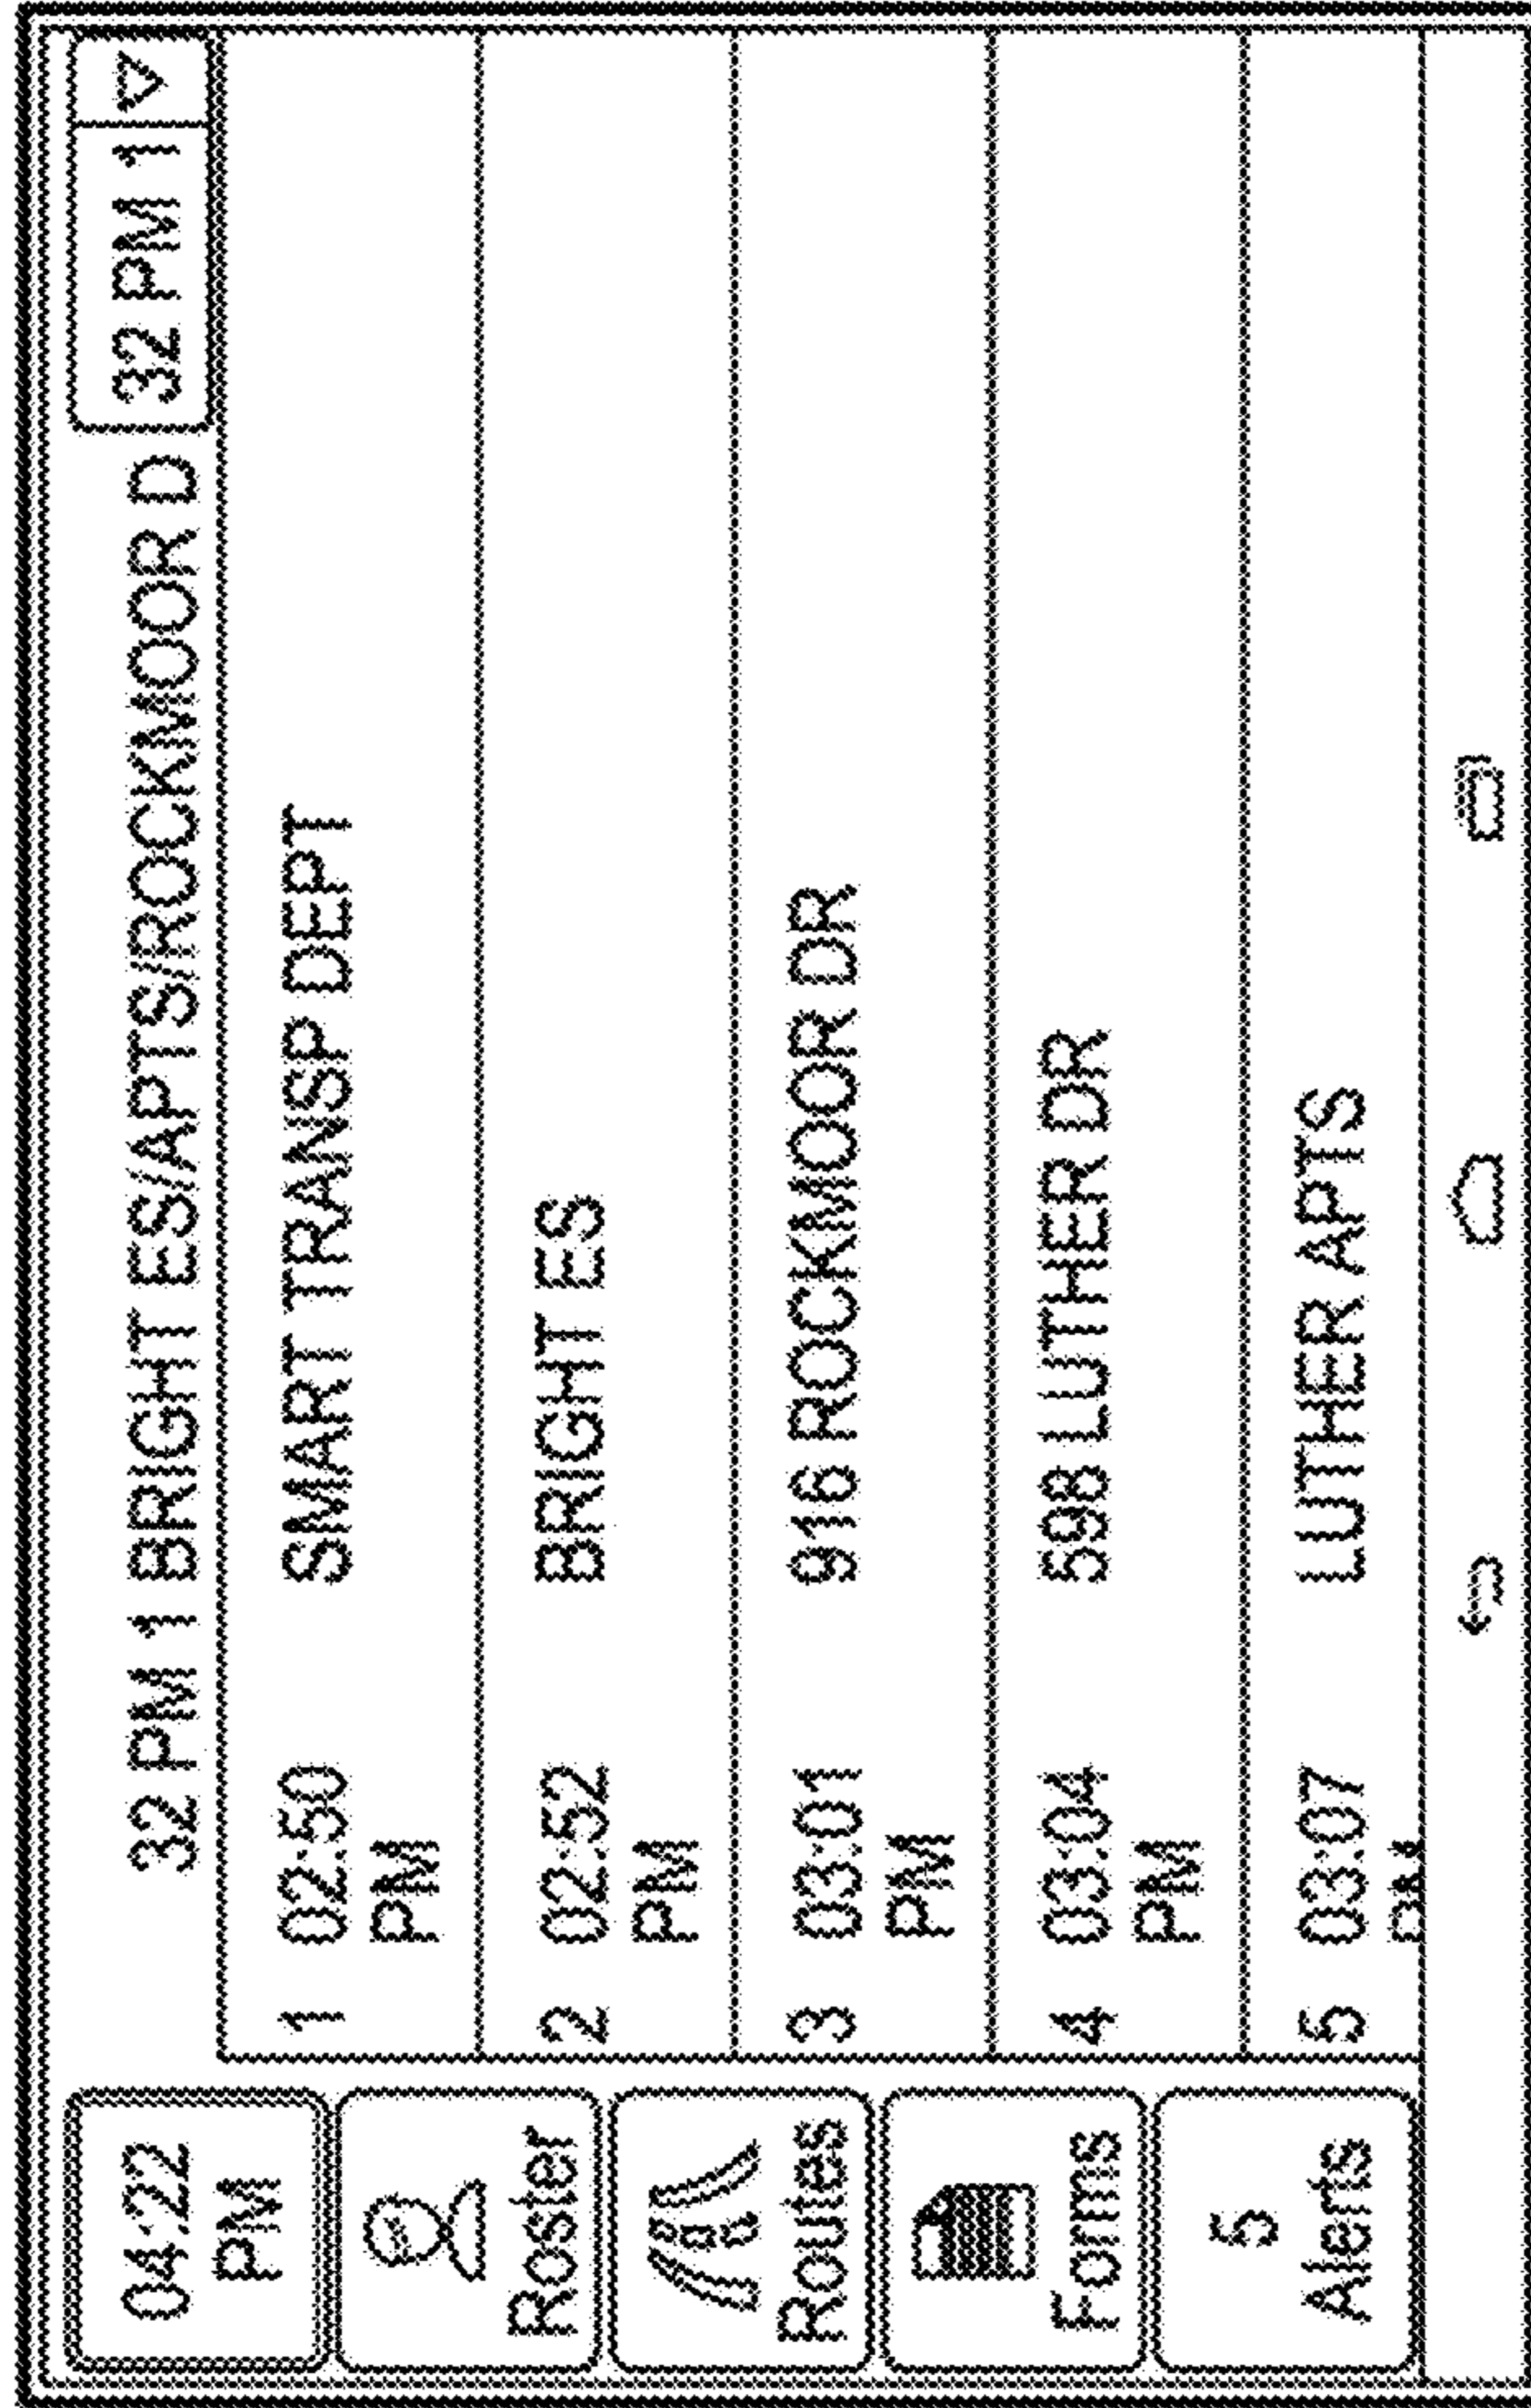 04:22
PM
Roster
Routes
Forms
5
Alerts
32 PM 1 BRIGHT ES/APTS/ROCKMOOR D
32 PM 1
1 02:50 SMART TRANSP DEPT
PM
2 02:52 BRIGHT ES
PM
3 03:01 916 ROCKMOOR DR
PM
4 03:04 598 LUTHER DR
PM
5 03:07 LUTHER APTS
PM